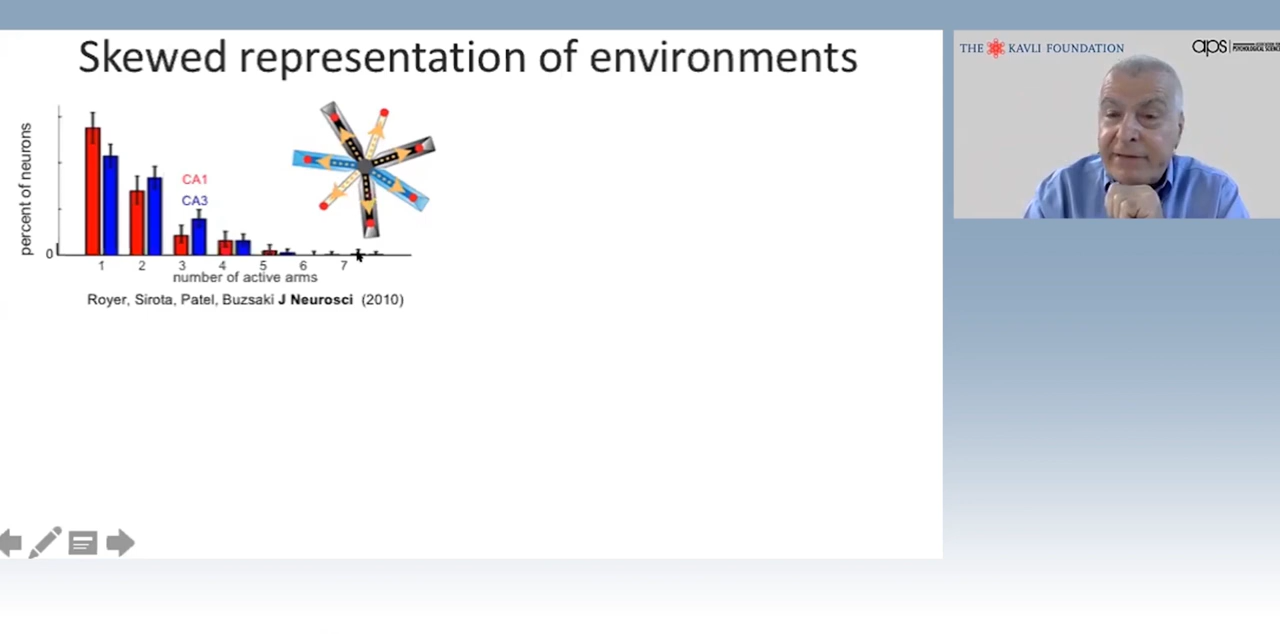 Skewed representation of environments
THE KAVLI FOUNDATION
aps
percent of neurons
0
CA1
CA3
1 2 3 4 5 6 7
number of active arms
Royer, Sirota, Patel, Buzsaki J Neurosci (2010)